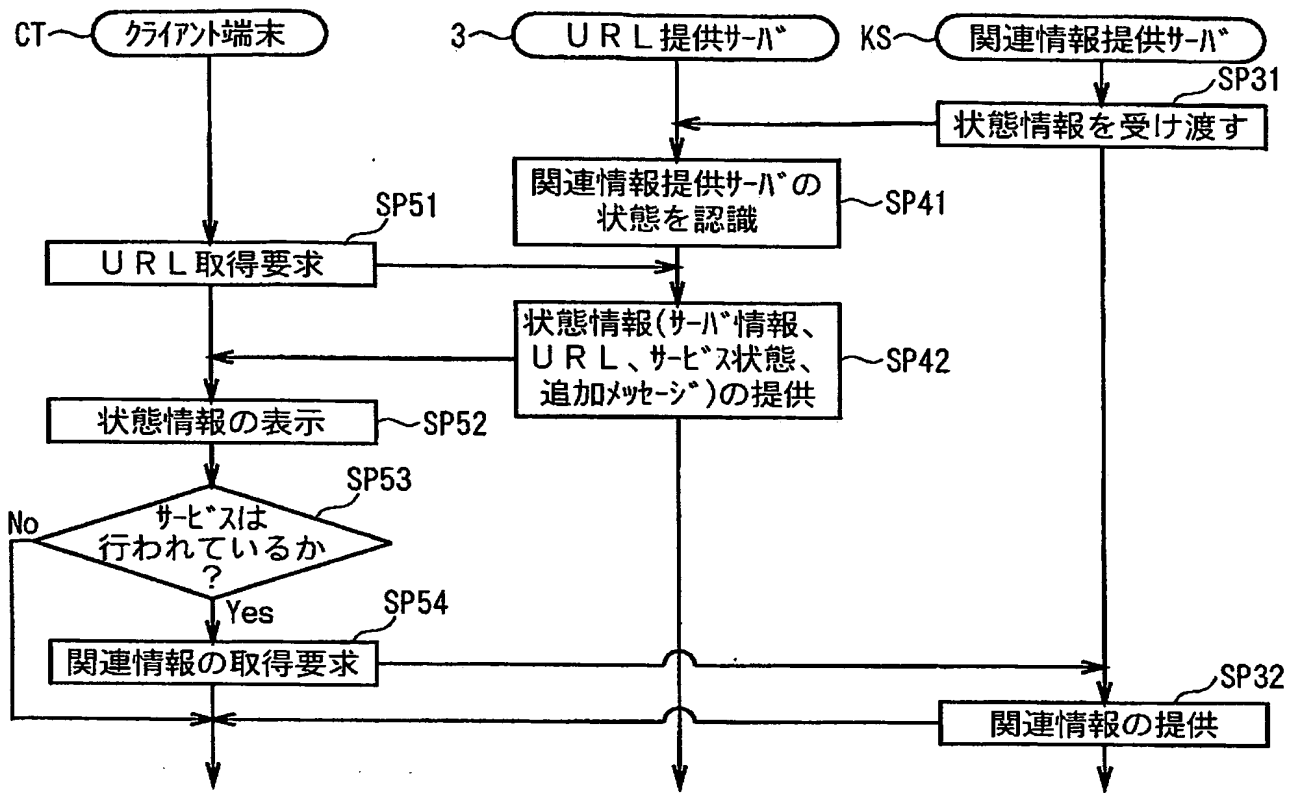 CT
クライアント端末
3
ＵＲＬ提供サーバ
KS
関連情報提供サーバ
SP31
状態情報を受け渡す
関連情報提供サーバの
状態を認識
SP41
SP51
ＵＲＬ取得要求
状態情報(サーバ情報、
ＵＲＬ、サービス状態、
追加メッセージ)の提供
SP42
状態情報の表示
SP52
SP53
サービスは
行われているか
?
No
Yes
SP54
関連情報の取得要求
SP32
関連情報の提供